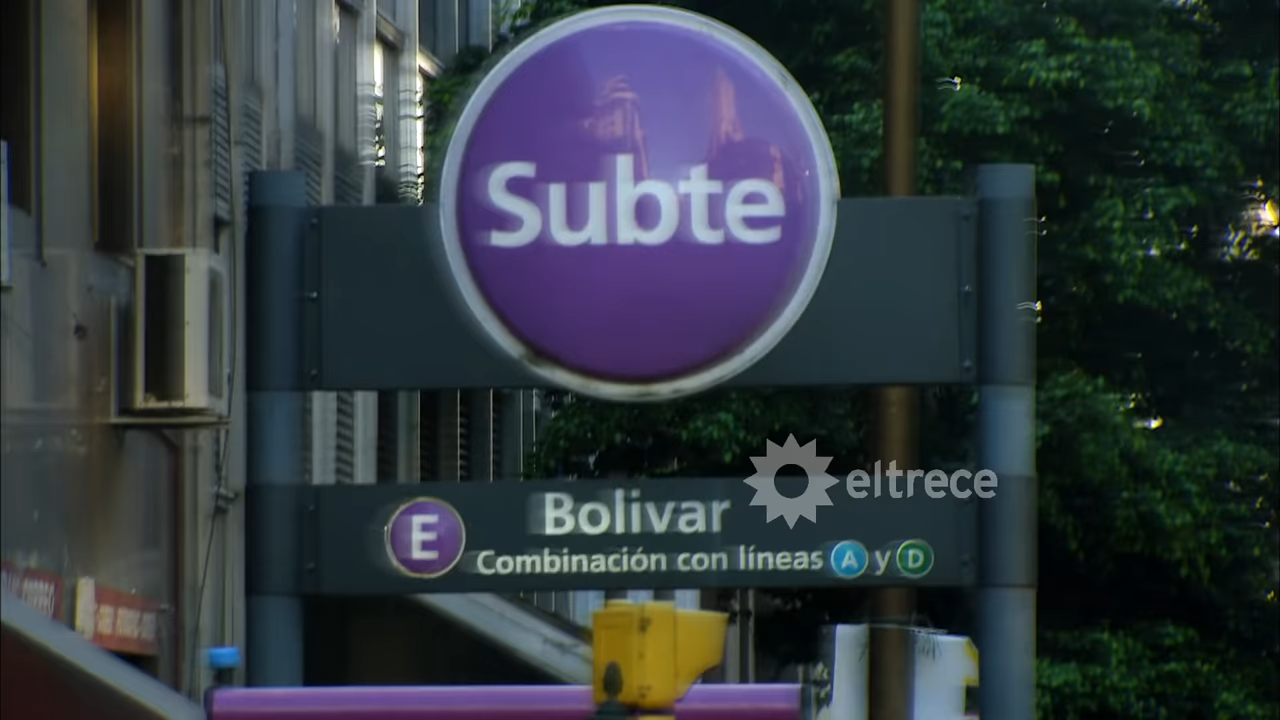 Subte
E
Bolivar
Combinación con líneas A y D
eltrece